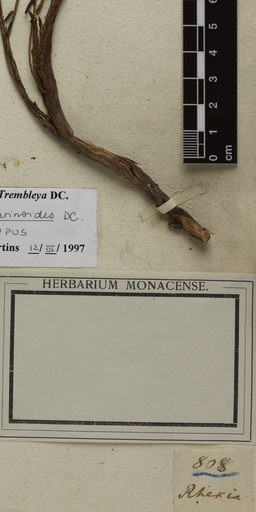 6
5
4
3
2
1
0
cm
Trembleya DC.
DC.
PUS
rtins 12/III/1997
HERBARIUM MONACENSE.
808
Rhexia